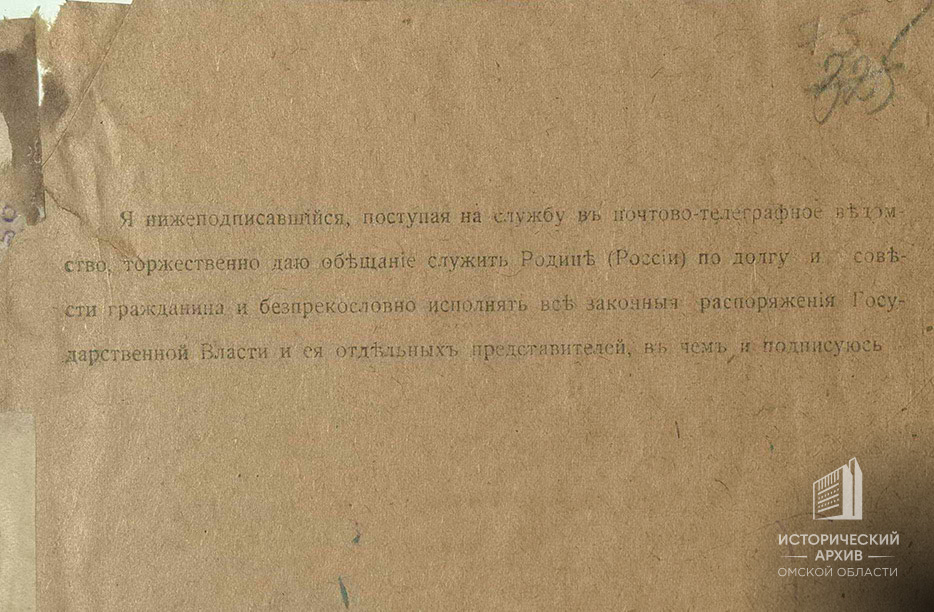 325
Я нижеподписавшійся, поступая на службу въ почтово-телеграфное вѣдом-
ство, торжественно даю обѣщаніе служить Родинѣ (Россіи) по долгу и совѣ-
сти гражданина и безпрекословно исполнять всѣ законныя распоряженія Госу-
дарственной Власти и ея отдѣльныхъ представителей, въ чемъ и подписуюсь
ИСТОРИЧЕСКИЙ
АРХИВ
ОМСКОЙ ОБЛАСТИ